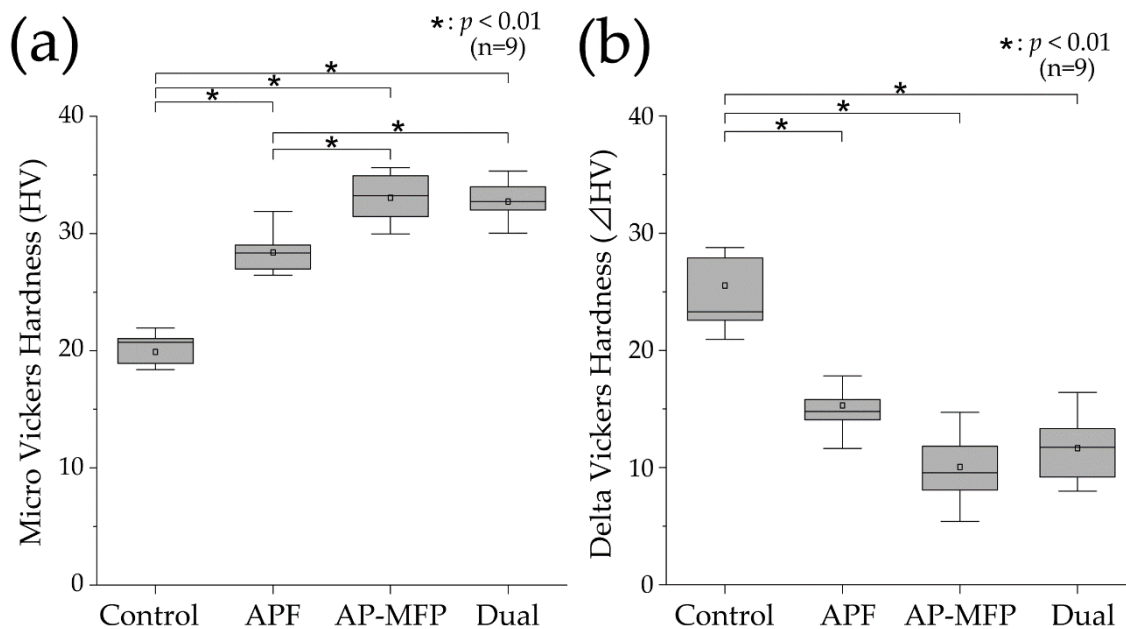 (a)
*: p < 0.01
(n=9)
*
*
*
*
*
Micro Vickers Hardness (HV)
40
30
20
10
0
Control APF AP-MFP Dual
(b)
*: p < 0.01
(n=9)
*
*
*
Delta Vickers Hardness (⊿HV)
40
30
20
10
0
Control APF AP-MFP Dual